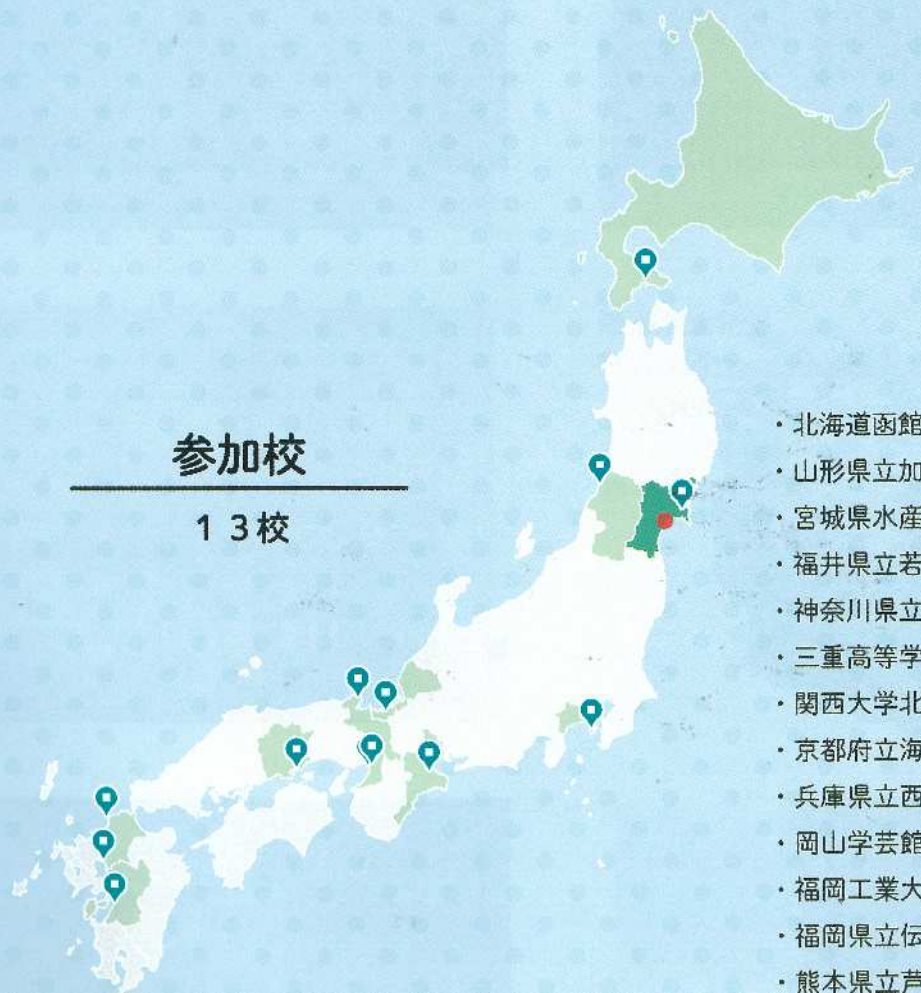 参加校
13校
・北海道函館
・山形県立加
・宮城県水産
・福井県立若
・神奈川県立
・三重高等学
・関西大学北
・京都府立海
・兵庫県立西
・岡山学芸館
・福岡工業大
・福岡県立伝
・熊本県立芦